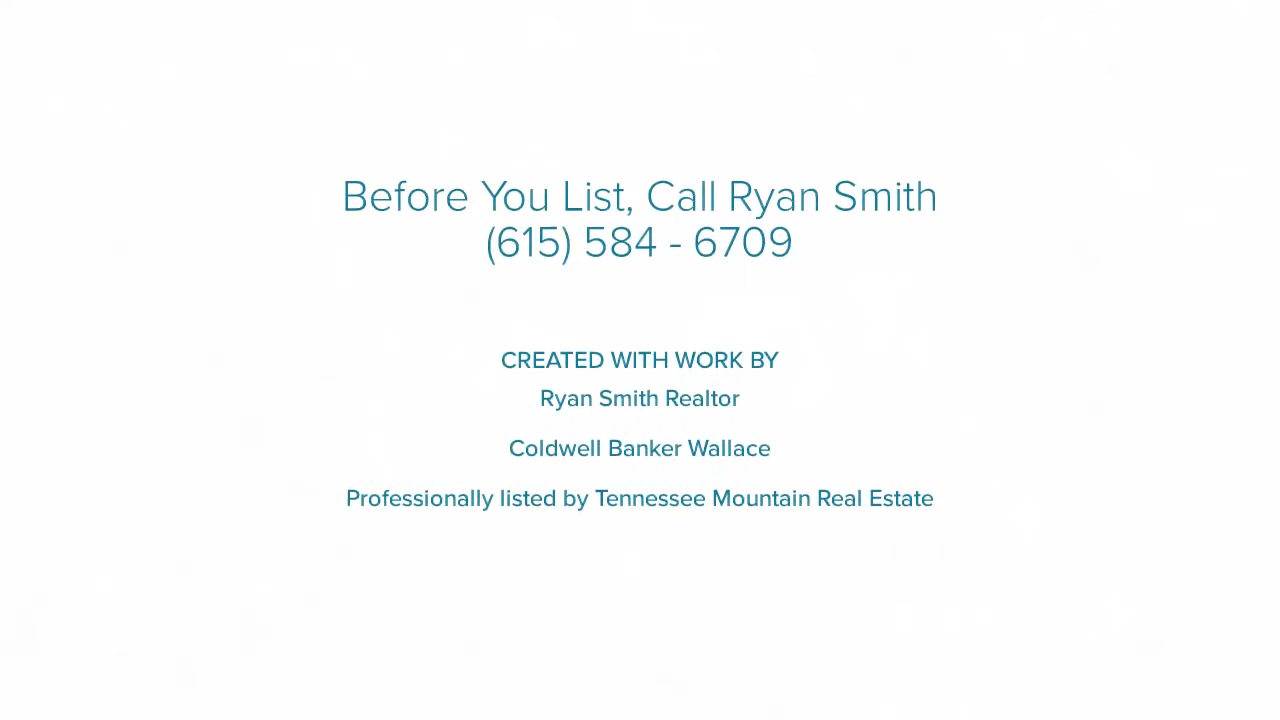 Before You List, Call Ryan Smith
(615) 584 - 6709
CREATED WITH WORK BY
Ryan Smith Realtor
Coldwell Banker Wallace
Professionally listed by Tennessee Mountain Real Estate